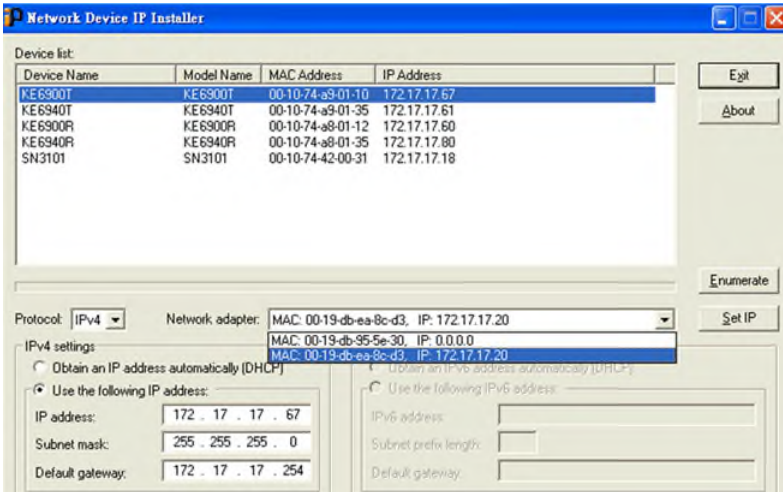 Network Device IP Installer
Device list:
Device Name Model Name MAC Address IP Address
KE6900T KE6900T 00-10-74-a9-01-10 172.17.17.67
KE6940T KE6940T 00-10-74-a9-01-35 172.17.17.61
KE6900R KE6900R 00-10-74-a8-01-12 172.17.17.60
KE6940R KE6940R 00-10-74-a8-01-35 172.17.17.80
SN3101 SN3101 00-10-74-42-00-31 172.17.17.18
Exit
About
Enumerate
Protocol: IPv4 Network adapter: MAC: 00-19-db-ea-8c-d3, IP: 172.17.17.20 Set IP
MAC: 00-19-db-95-5e-30, IP: 0.0.0.0
MAC: 00-19-db-ea-8c-d3, IP: 172.17.17.20
IPv4 settings
Obtain an IP address automatically (DHCP)
Use the following IP address:
IP address: 172 . 17 . 17 . 67
Subnet mask: 255 . 255 . 255 . 0
Default gateway: 172 . 17 . 17 . 254
Obtain an IPv6 address automatically (DHCP)
Use the following IPv6 address:
IPv6 address:
Subnet prefix length:
Default gateway: